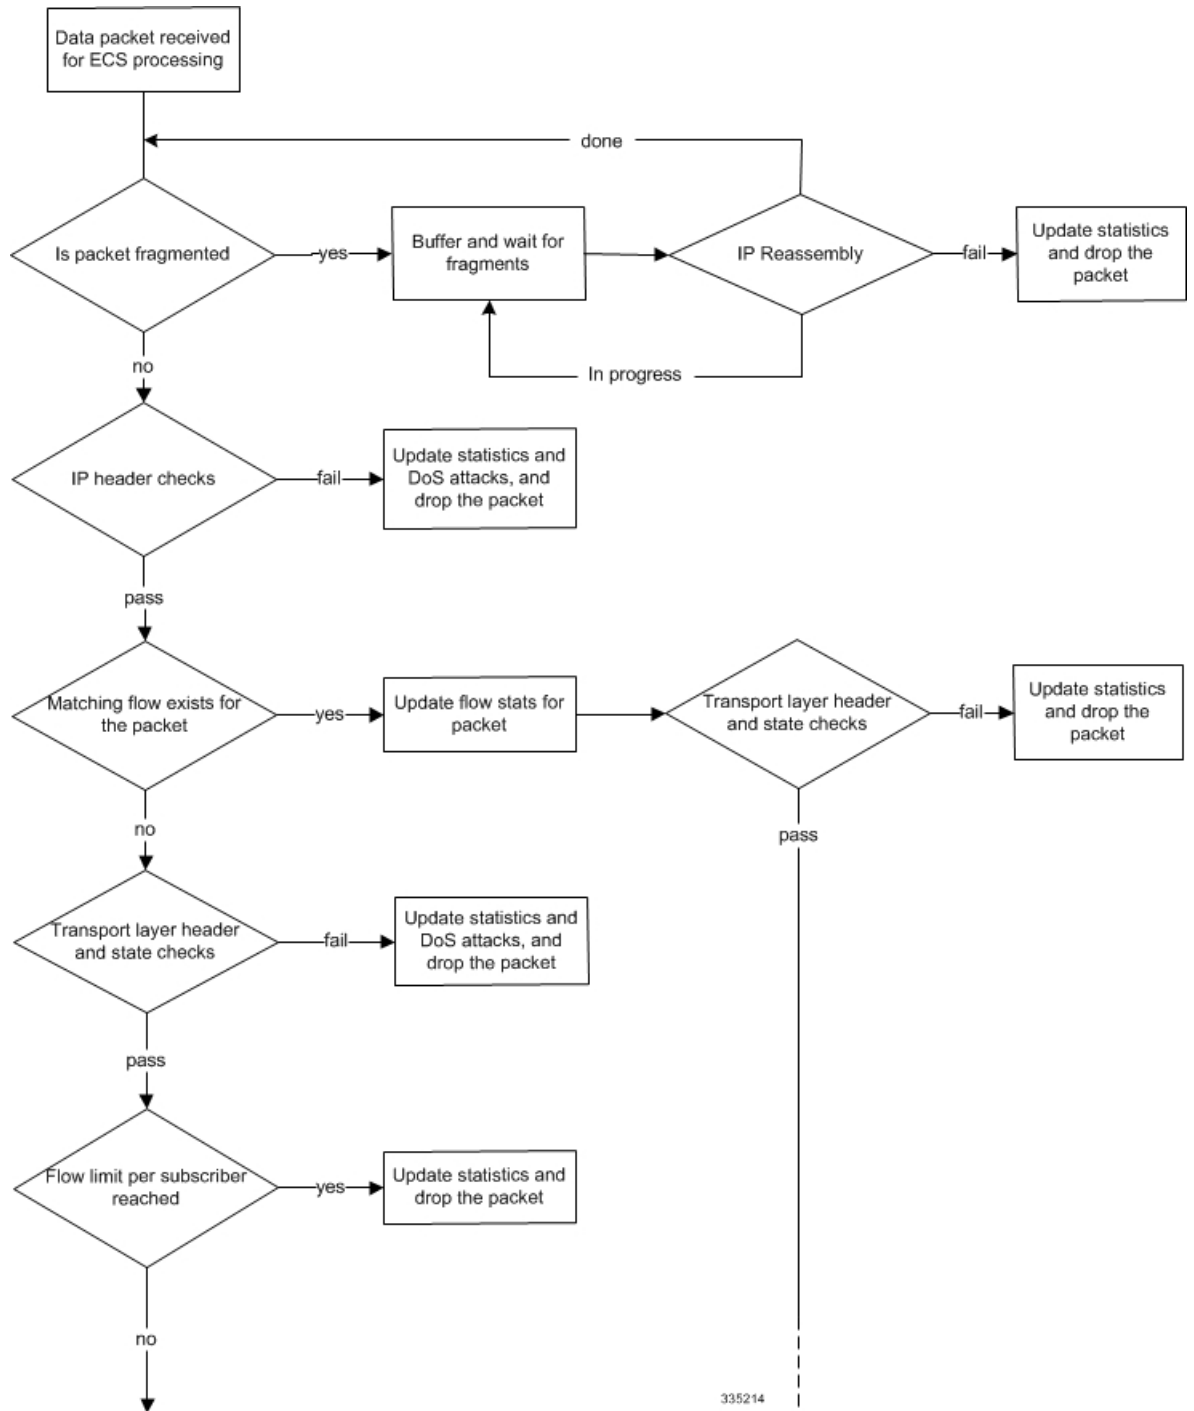 Data packet received
for ECS processing
done
Is packet fragmented
yes
Buffer and wait for
fragments
IP Reassembly
fail
Update statistics
and drop the
packet
no
In progress
IP header checks
fail
Update statistics and
DoS attacks, and
drop the packet
pass
Matching flow exists for
the packet
yes
Update flow stats for
packet
Transport layer header
and state checks
fail
Update statistics
and drop the
packet
no
pass
Transport layer header
and state checks
fail
Update statistics and
DoS attacks, and
drop the packet
pass
Flow limit per subscriber
reached
yes
Update statistics and
drop the packet
no
335214